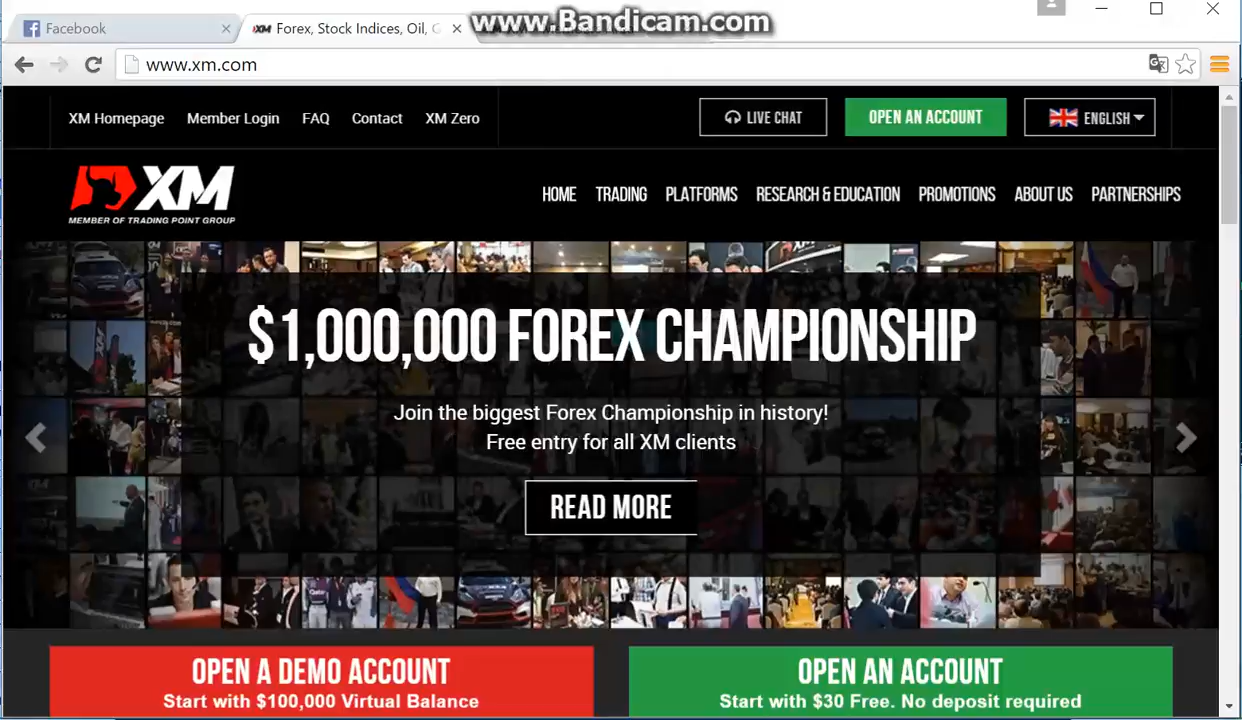 www.Bandicam.com
Facebook
Forex, Stock Indices, Oil, G
www.xm.com
XM Homepage
Member Login
FAQ
Contact
XM Zero
LIVE CHAT
OPEN AN ACCOUNT
ENGLISH
XM
MEMBER OF TRADING POINT GROUP
HOME
TRADING
PLATFORMS
RESEARCH & EDUCATION
PROMOTIONS
ABOUT US
PARTNERSHIPS
$1,000,000 FOREX CHAMPIONSHIP
Join the biggest Forex Championship in history!
Free entry for all XM clients
READ MORE
OPEN A DEMO ACCOUNT
Start with $100,000 Virtual Balance
OPEN AN ACCOUNT
Start with $30 Free. No deposit required